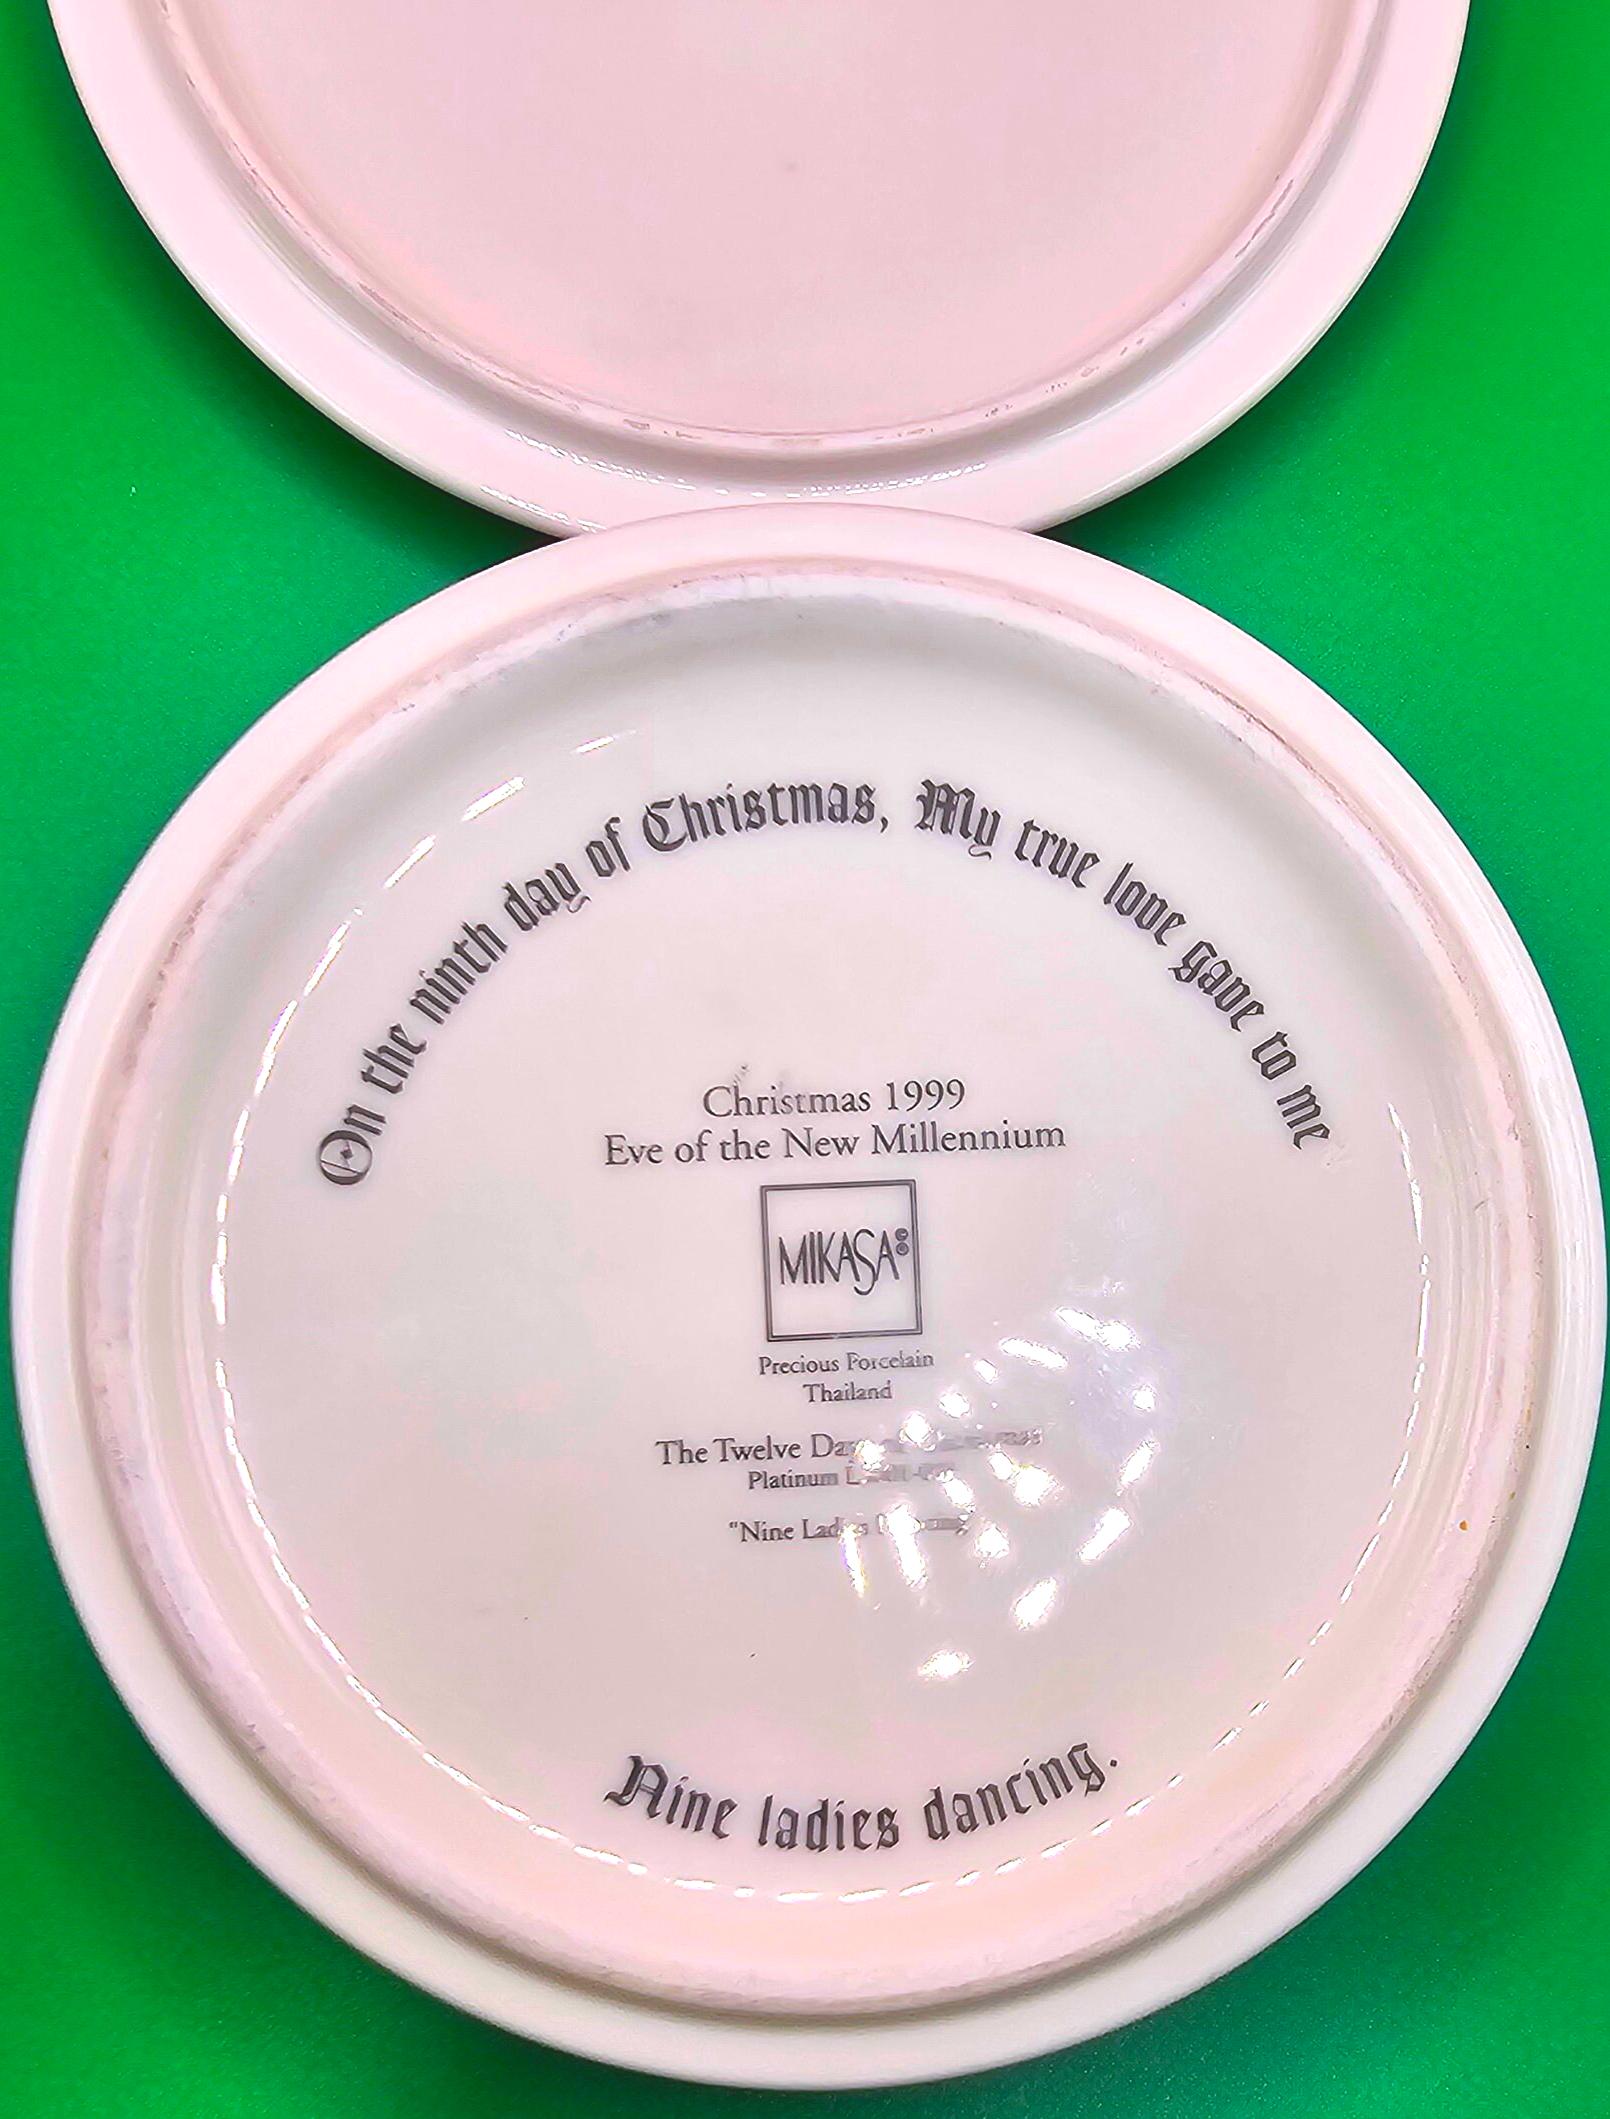 On the ninth day of Christmas, My true love gave to me
Christmas 1999
Eve of the New Millennium
MIKASA
Precious Porcelain
Thailand
The Twelve
Platinum
"Nine
Nine ladies dancing.